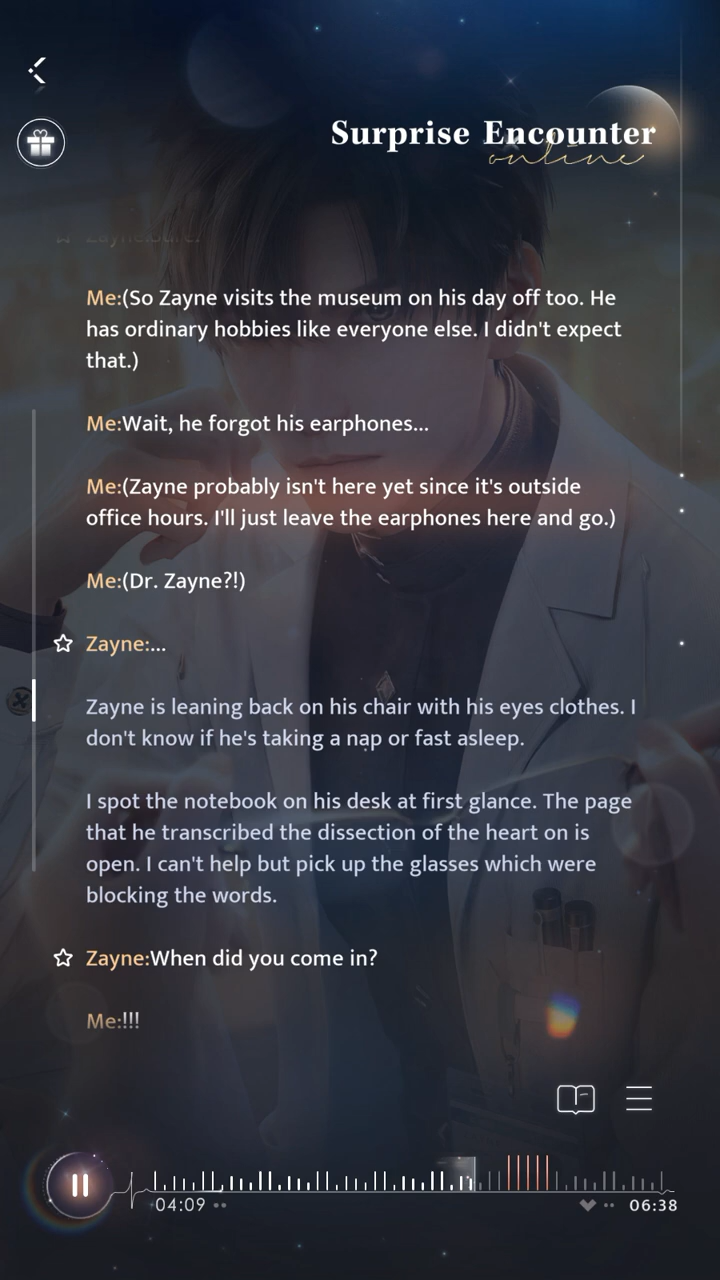 Surprise Encounter
online
Me:(So Zayne visits the museum on his day off too. He
has ordinary hobbies like everyone else. I didn't expect
that.)
Me:Wait, he forgot his earphones...
Me:(Zayne probably isn't here yet since it's outside
office hours. I'll just leave the earphones here and go.)
Me:(Dr. Zayne?!)
Zayne:...
Zayne is leaning back on his chair with his eyes clothes. I
don't know if he's taking a nap or fast asleep.
I spot the notebook on his desk at first glance. The page
that he transcribed the dissection of the heart on is
open. I can't help but pick up the glasses which were
blocking the words.
Zayne:When did you come in?
Me:!!!
04:09
06:38